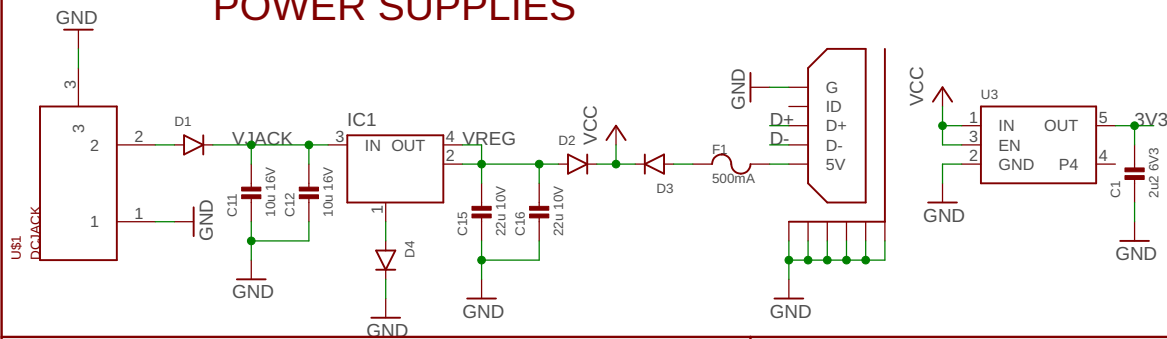 POWER SUPPLIES
GND
3
3
2
2
1
1
GND
U$1
DCJACK
D1
VJACK
C11
10u 16V
C12
10u 16V
GND
IC1
3
IN OUT
4
2
1
VREG
D4
GND
C15
22u 10V
C16
22u 10V
GND
D2
VCC
D3
F1
500mA
GND
G
ID
D+
D+
D-
D-
5V
GND
VCC
U3
1
IN
OUT
5
3V3
3
EN
2
GND
P4
4
GND
C1
2u2 6V3
GND